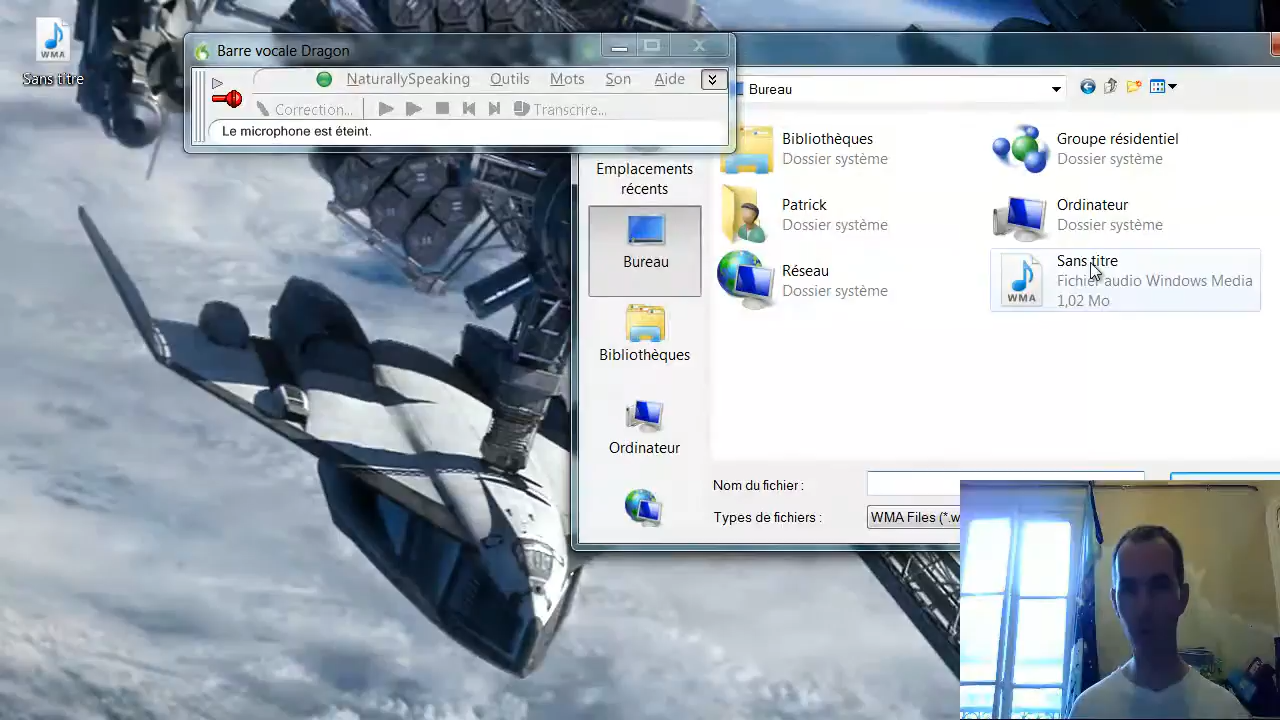 WMA
Sans titre
Barre vocale Dragon
NaturallySpeaking Outils Mots Son Aide
Correction... Transcrire...
Le microphone est éteint.
Bureau
Emplacements
récents
Bureau
Bibliothèques
Ordinateur
Bibliothèques
Dossier système
Groupe résidentiel
Dossier système
Patrick
Dossier système
Ordinateur
Dossier système
Réseau
Dossier système
WMA
Sans titre
Fichier audio Windows Media
1,02 Mo
Nom du fichier :
Types de fichiers : WMA Files (*.w